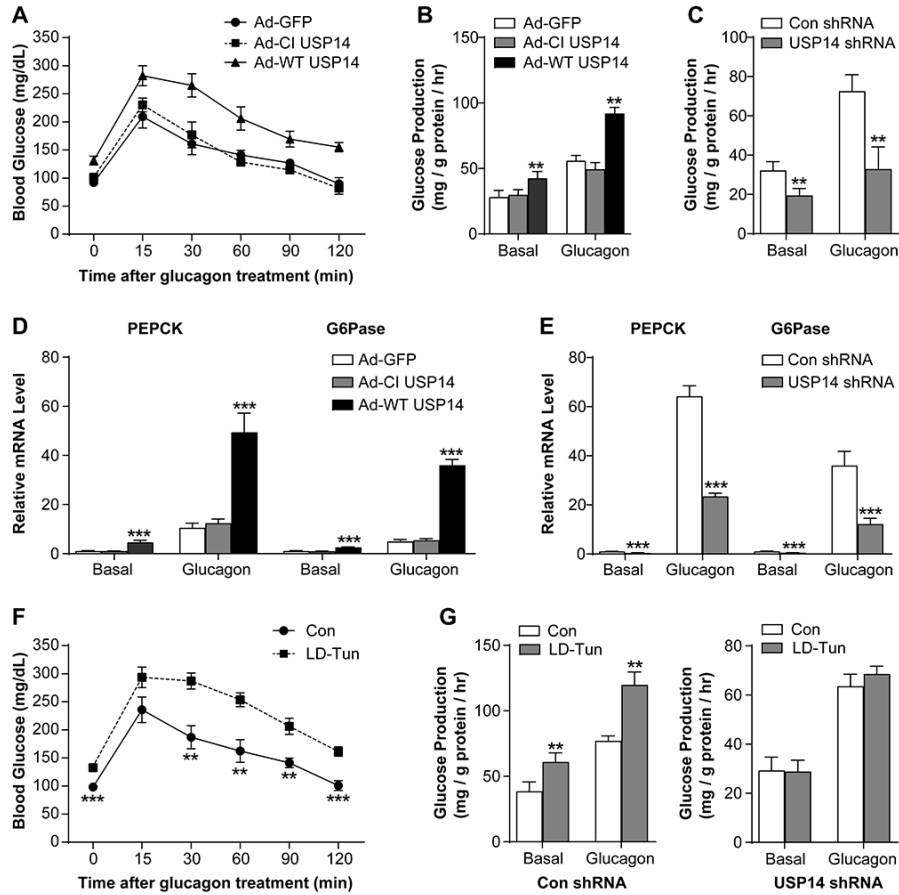 A
Ad-GFP
Ad-CI USP14
Ad-WT USP14
Blood Glucose (mg/dL)
350
300
250
200
150
100
50
0
0 15 30 60 90 120
Time after glucagon treatment (min)
B
Ad-GFP
Ad-CI USP14
Ad-WT USP14
Glucose Production
(mg / g protein / hr)
150
100
50
0
**
**
Basal Glucagon
C
Con shRNA
USP14 shRNA
Glucose Production
(mg / g protein / hr)
100
80
60
40
20
0
**
**
Basal Glucagon
D
PEPCK G6Pase
Ad-GFP
Ad-CI USP14
Ad-WT USP14
Relative mRNA Level
80
60
40
20
0
***
***
***
***
Basal Glucagon Basal Glucagon
E
PEPCK G6Pase
Con shRNA
USP14 shRNA
Relative mRNA Level
80
60
40
20
0
***
***
***
***
Basal Glucagon Basal Glucagon
F
Con
LD-Tun
Blood Glucose (mg/dL)
350
300
250
200
150
100
50
0
*** ** ** ** ***
0 15 30 60 90 120
Time after glucagon treatment (min)
G
Con
LD-Tun
Glucose Production
(mg / g protein / hr)
150
100
50
0
**
**
Basal Glucagon
Con shRNA
Con
LD-Tun
Glucose Production
(mg / g protein / hr)
80
60
40
20
0
Basal Glucagon
USP14 shRNA